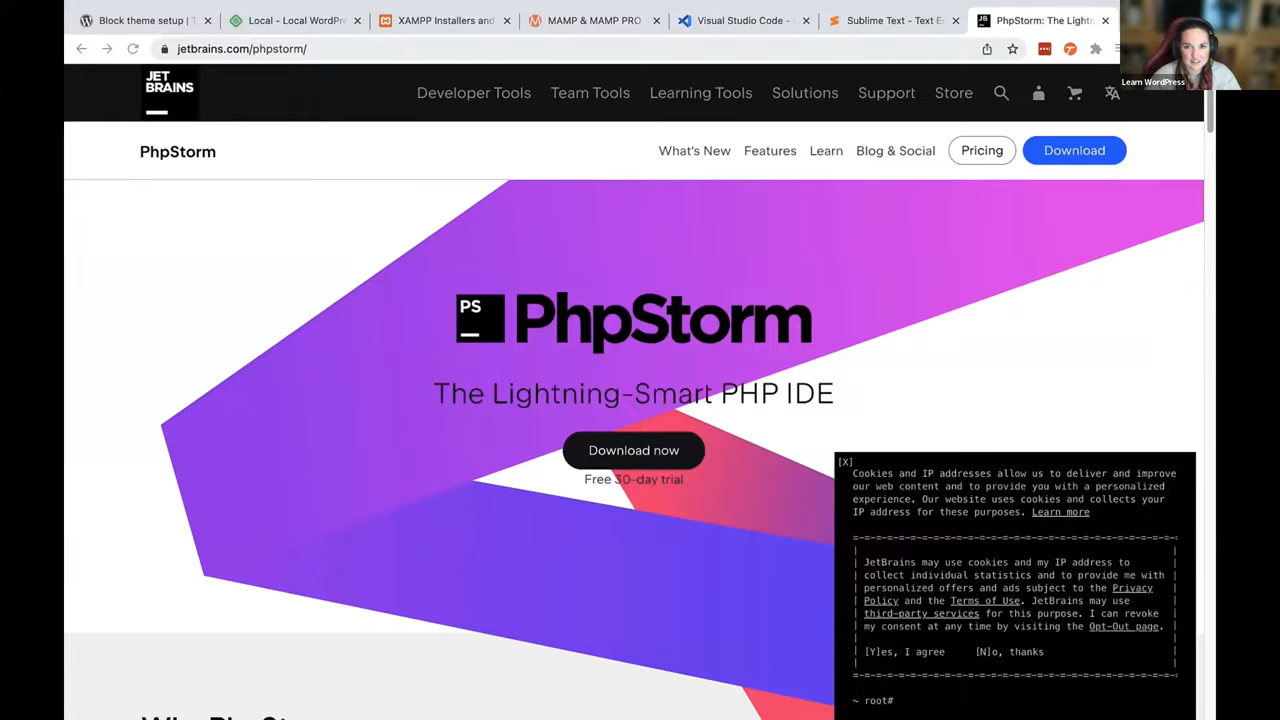 Block theme setup | T
Local - Local WordPre
XAMPP Installers and
MAMP & MAMP PRO
Visual Studio Code -
Sublime Text - Text E
PhpStorm: The Lightn
jetbrains.com/phpstorm/
Learn WordPress
JET
BRAINS
Developer Tools
Team Tools
Learning Tools
Solutions
Support
Store
PhpStorm
What's New
Features
Learn
Blog & Social
Pricing
Download
PS
PhpStorm
The Lightning-Smart PHP IDE
Download now
Free 30-day trial
[X]
Cookies and IP addresses allow us to deliver and improve
our web content and to provide you with a personalized
experience. Our website uses cookies and collects your
IP address for these purposes. Learn more
JetBrains may use cookies and my IP address to
collect individual statistics and to provide me with
personalized offers and ads subject to the Privacy
Policy and the Terms of Use. JetBrains may use
third-party services for this purpose. I can revoke
my consent at any time by visiting the Opt-Out page.
[Y]es, I agree [N]o, thanks
~ root#